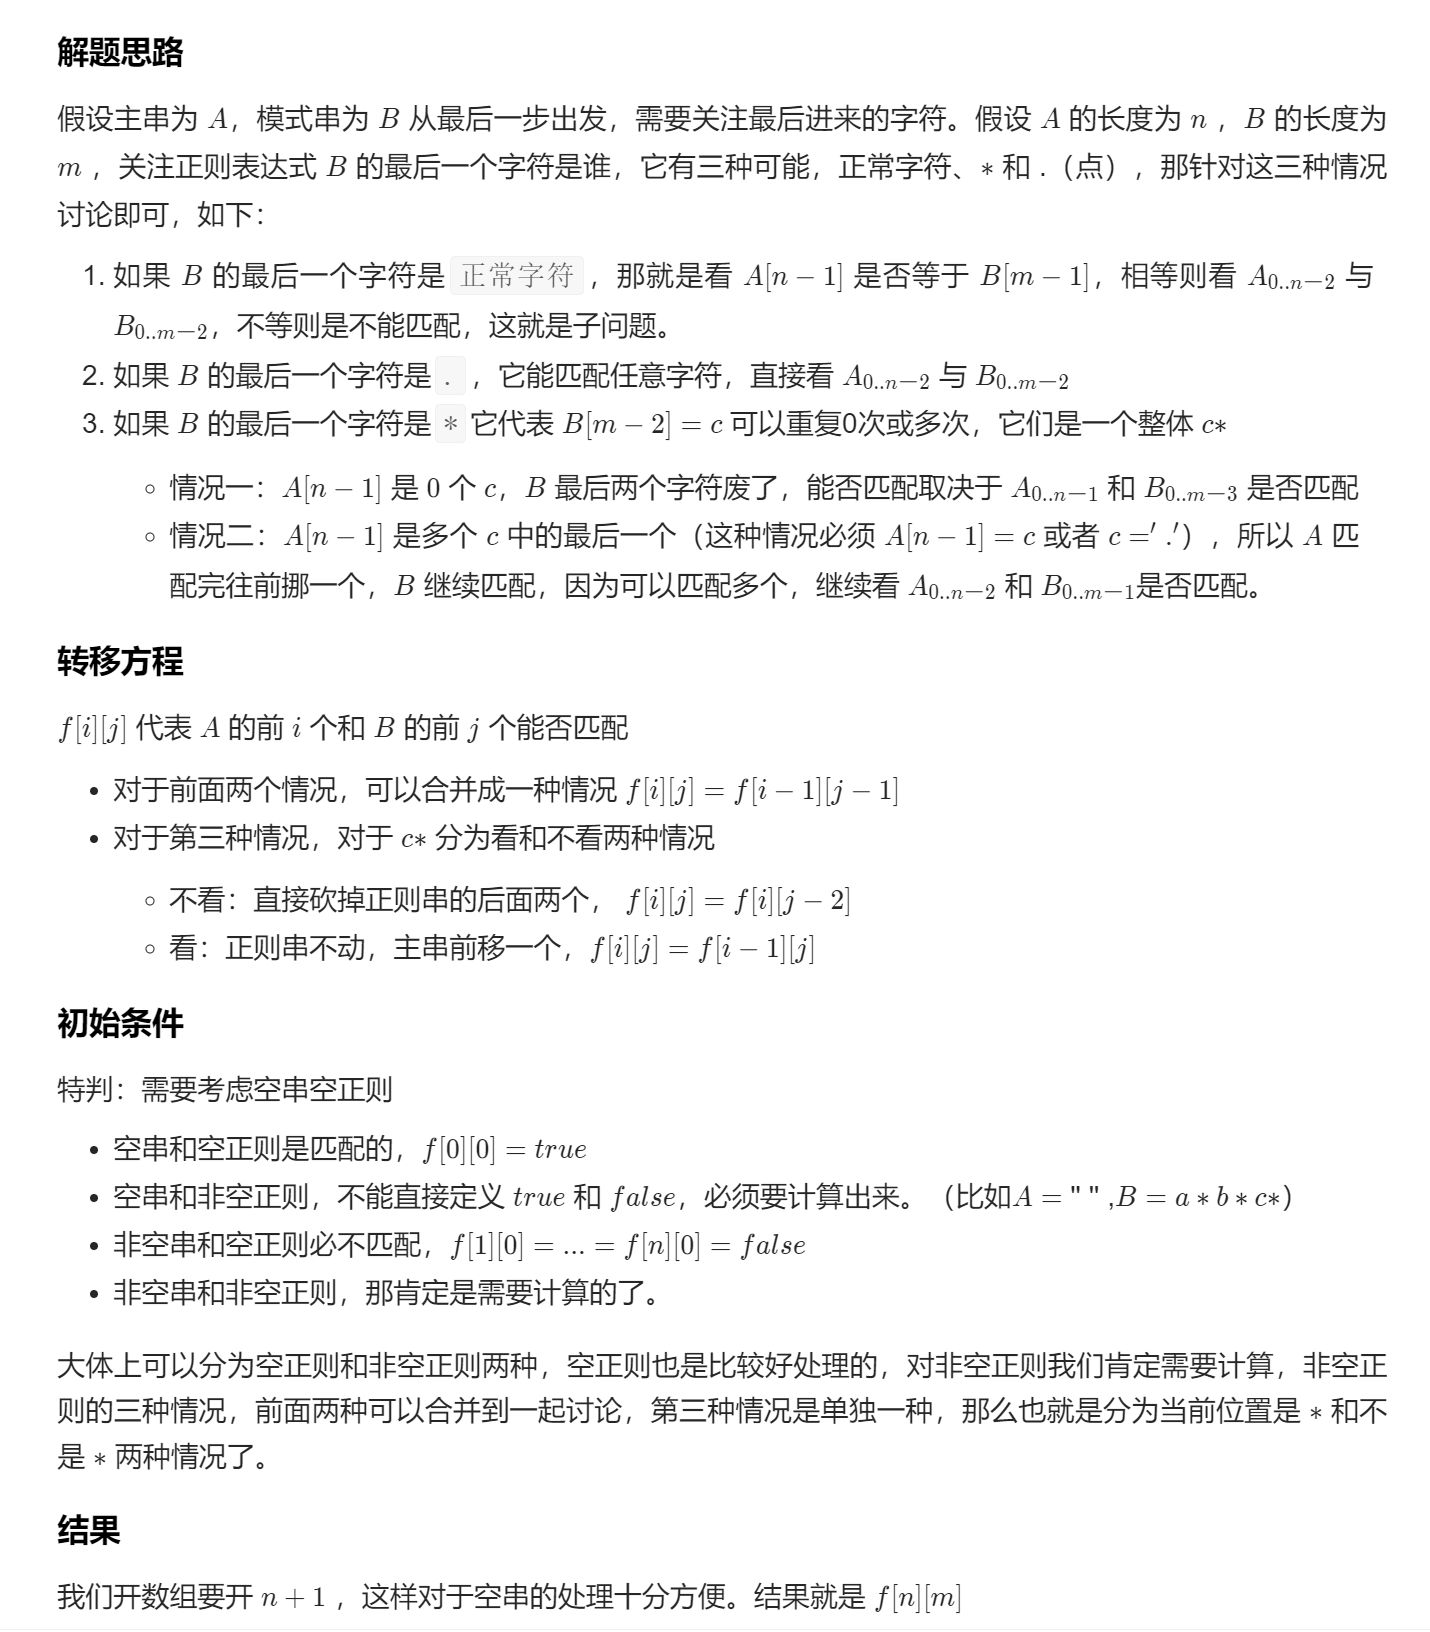 解题思路
假设主串为 A，模式串为 B 从最后一步出发，需要关注最后进来的字符。假设 A 的长度为 n ，B 的长度为
m ，关注正则表达式 B 的最后一个字符是谁，它有三种可能，正常字符、* 和 .（点），那针对这三种情况
讨论即可，如下：
1. 如果 B 的最后一个字符是 正常字符 ，那就是看 A[n − 1] 是否等于 B[m − 1]，相等则看 A0..n−2 与
B0..m−2，不等则是不能匹配，这就是子问题。
2. 如果 B 的最后一个字符是 . ，它能匹配任意字符，直接看 A0..n−2 与 B0..m−2
3. 如果 B 的最后一个字符是 * 它代表 B[m − 2] = c 可以重复0次或多次，它们是一个整体 c*
◦ 情况一：A[n − 1] 是 0 个 c，B 最后两个字符废了，能否匹配取决于 A0..n−1 和 B0..m−3 是否匹配
◦ 情况二：A[n − 1] 是多个 c 中的最后一个（这种情况必须 A[n − 1] = c 或者 c =′ .′），所以 A 匹
配完往前挪一个，B 继续匹配，因为可以匹配多个，继续看 A0..n−2 和 B0..m−1是否匹配。
转移方程
f[i][j] 代表 A 的前 i 个和 B 的前 j 个能否匹配
• 对于前面两个情况，可以合并成一种情况 f[i][j] = f[i − 1][j − 1]
• 对于第三种情况，对于 c* 分为看和不看两种情况
◦ 不看：直接砍掉正则串的后面两个， f[i][j] = f[i][j − 2]
◦ 看：正则串不动，主串前移一个，f[i][j] = f[i − 1][j]
初始条件
特判：需要考虑空串空正则
• 空串和空正则是匹配的，f[0][0] = true
• 空串和非空正则，不能直接定义 true 和 false，必须要计算出来。（比如A = " " ,B = a * b * c*）
• 非空串和空正则必不匹配，f[1][0] = ... = f[n][0] = false
• 非空串和非空正则，那肯定是需要计算的了。
大体上可以分为空正则和非空正则两种，空正则也是比较好处理的，对非空正则我们肯定需要计算，非空正
则的三种情况，前面两种可以合并到一起讨论，第三种情况是单独一种，那么也就是分为当前位置是 * 和不
是 * 两种情况了。
结果
我们开数组要开 n + 1 ，这样对于空串的处理十分方便。结果就是 f[n][m]